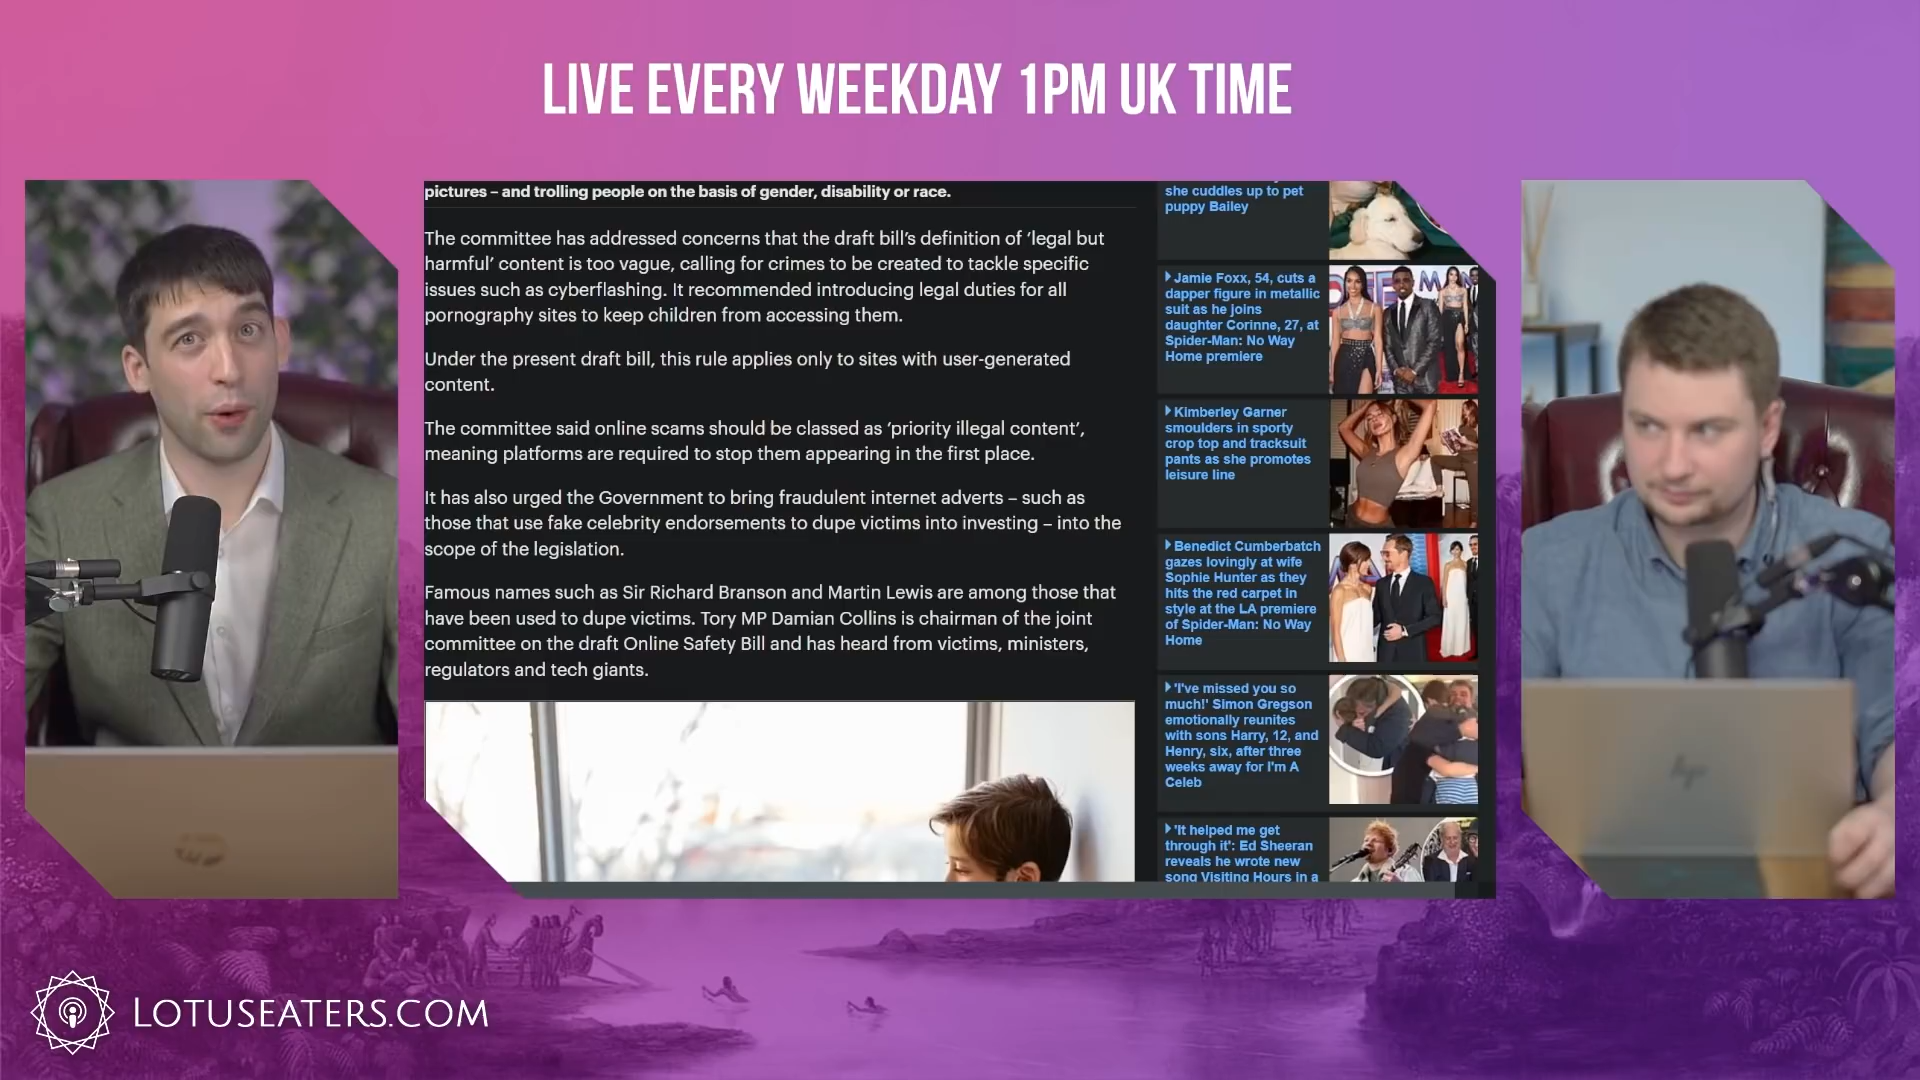 LIVE EVERY WEEKDAY 1PM UK TIME
pictures – and trolling people on the basis of gender, disability or race.
The committee has addressed concerns that the draft bill’s definition of ‘legal but
harmful’ content is too vague, calling for crimes to be created to tackle specific
issues such as cyberflashing. It recommended introducing legal duties for all
pornography sites to keep children from accessing them.
Under the present draft bill, this rule applies only to sites with user-generated
content.
The committee said online scams should be classed as ‘priority illegal content’,
meaning platforms are required to stop them appearing in the first place.
It has also urged the Government to bring fraudulent internet adverts – such as
those that use fake celebrity endorsements to dupe victims into investing – into the
scope of the legislation.
Famous names such as Sir Richard Branson and Martin Lewis are among those that
have been used to dupe victims. Tory MP Damian Collins is chairman of the joint
committee on the draft Online Safety Bill and has heard from victims, ministers,
regulators and tech giants.
she cuddles up to pet
puppy Bailey
Jamie Foxx, 54, cuts a
dapper figure in metallic
suit as he joins
daughter Corinne, 27, at
Spider-Man: No Way
Home premiere
Kimberley Garner
smoulders in sporty
crop top and tracksuit
pants as she promotes
leisure line
Benedict Cumberbatch
gazes lovingly at wife
Sophie Hunter as they
hits the red carpet in
style at the LA premiere
of Spider-Man: No Way
Home
'I've missed you so
much!' Simon Gregson
emotionally reunites
with sons Harry, 12, and
Henry, six, after three
weeks away for I'm A
Celeb
'It helped me get
through it': Ed Sheeran
reveals he wrote new
song Visiting Hours in a
hp
LOTUSEATERS.COM